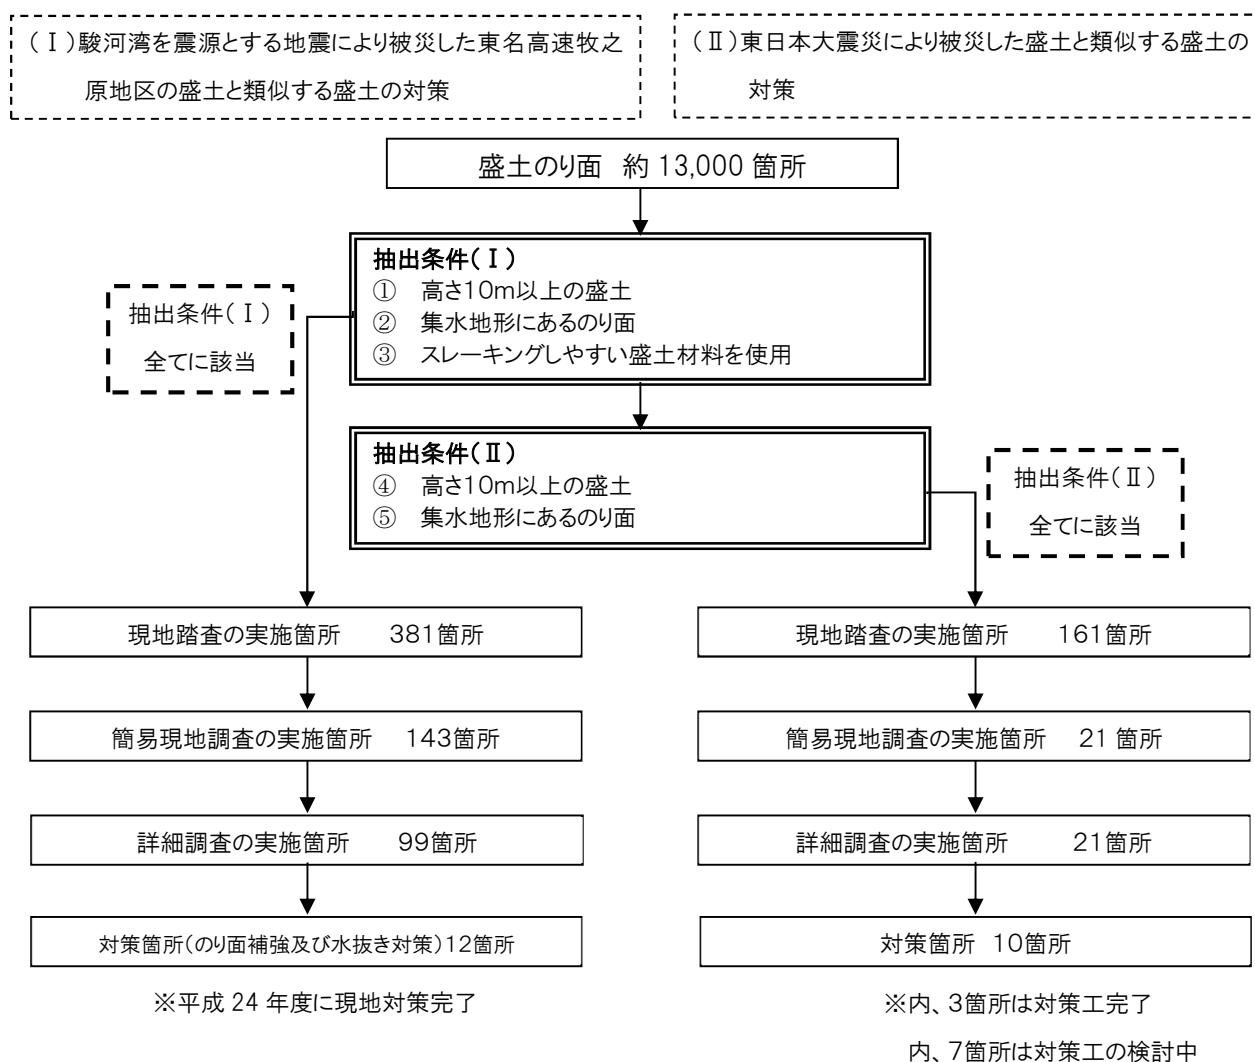 (Ⅰ)駿河湾を震源とする地震により被災した東名高速牧之
原地区の盛土と類似する盛土の対策
(Ⅱ)東日本大震災により被災した盛土と類似する盛土の
対策
盛土のり面 約 13,000 箇所
抽出条件(Ⅰ)
① 高さ10m以上の盛土
② 集水地形にあるのり面
③ スレーキングしやすい盛土材料を使用
抽出条件(Ⅰ)
全てに該当
抽出条件(Ⅱ)
④ 高さ10m以上の盛土
⑤ 集水地形にあるのり面
抽出条件(Ⅱ)
全てに該当
現地踏査の実施箇所 381箇所
簡易現地調査の実施箇所 143箇所
詳細調査の実施箇所 99箇所
対策箇所(のり面補強及び水抜き対策)12箇所
※平成 24 年度に現地対策完了
現地踏査の実施箇所 161箇所
簡易現地調査の実施箇所 21 箇所
詳細調査の実施箇所 21箇所
対策箇所 10箇所
※内、3箇所は対策工完了
内、7箇所は対策工の検討中